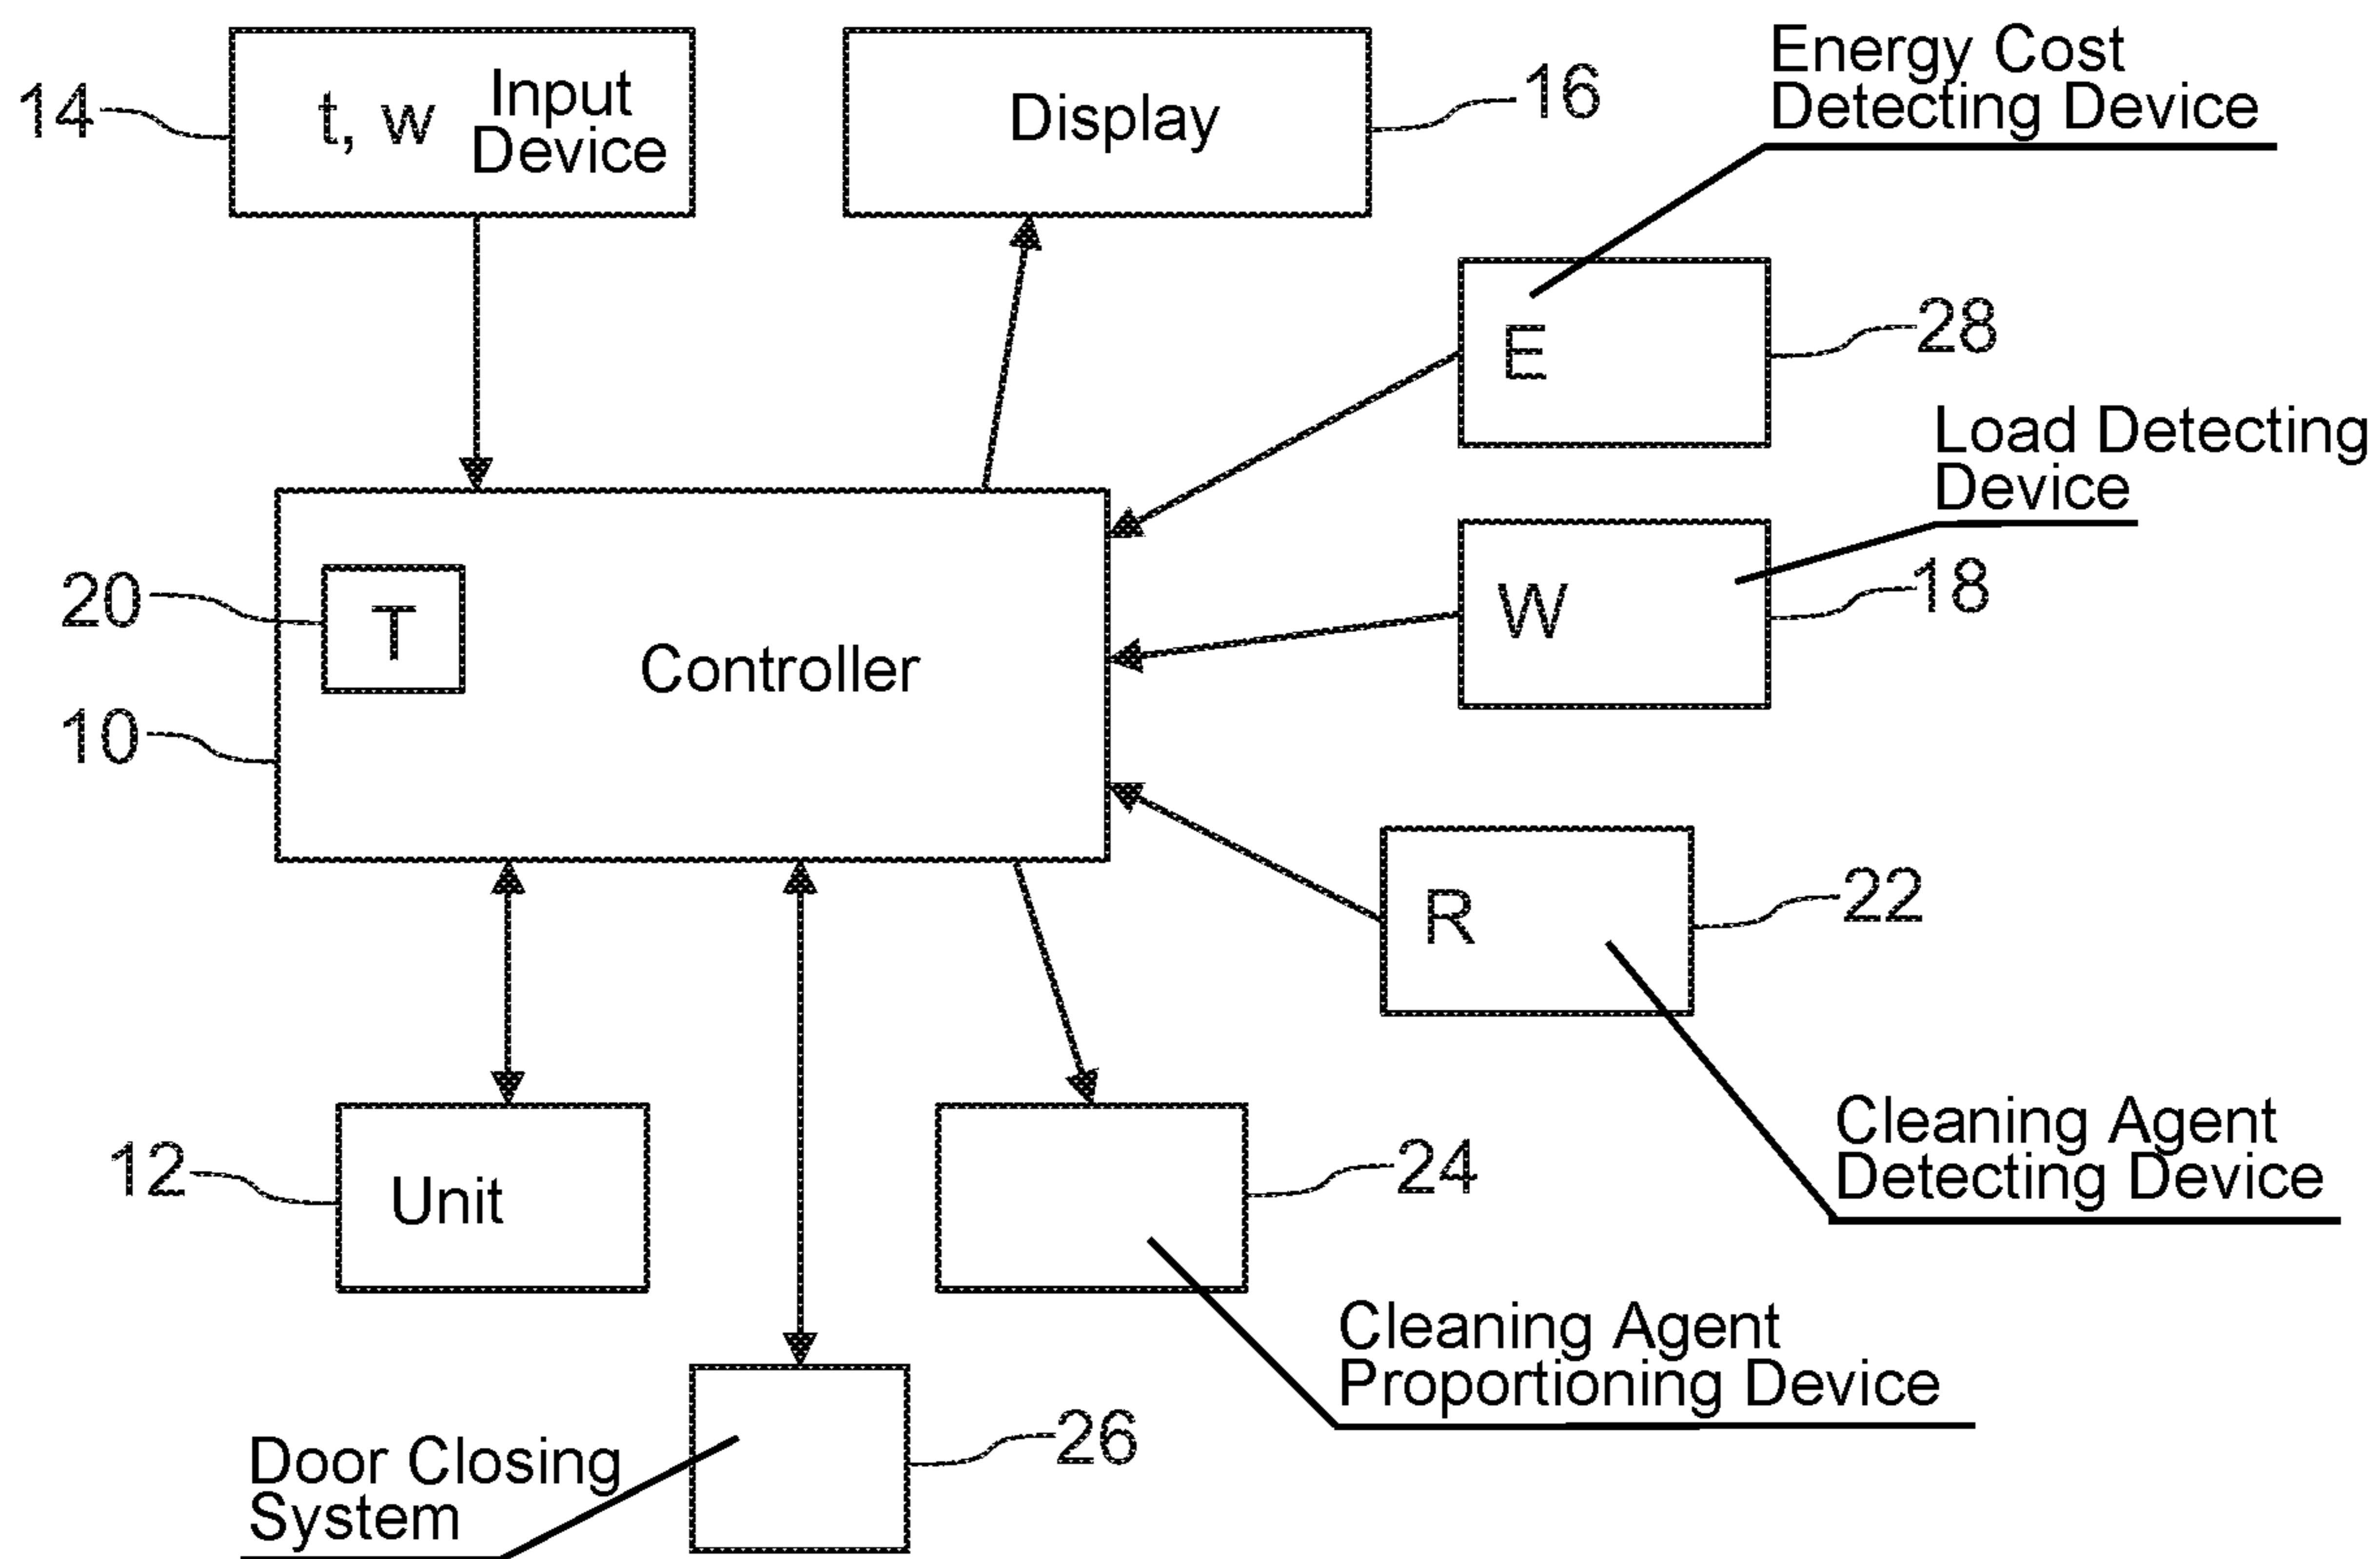 14
t, w
Input
Device
Display
16
Energy Cost
Detecting Device
E
28
Load Detecting
Device
W
18
20
T
Controller
10
R
22
Cleaning Agent
Detecting Device
12
Unit
24
Cleaning Agent
Proportioning Device
Door Closing
System
26